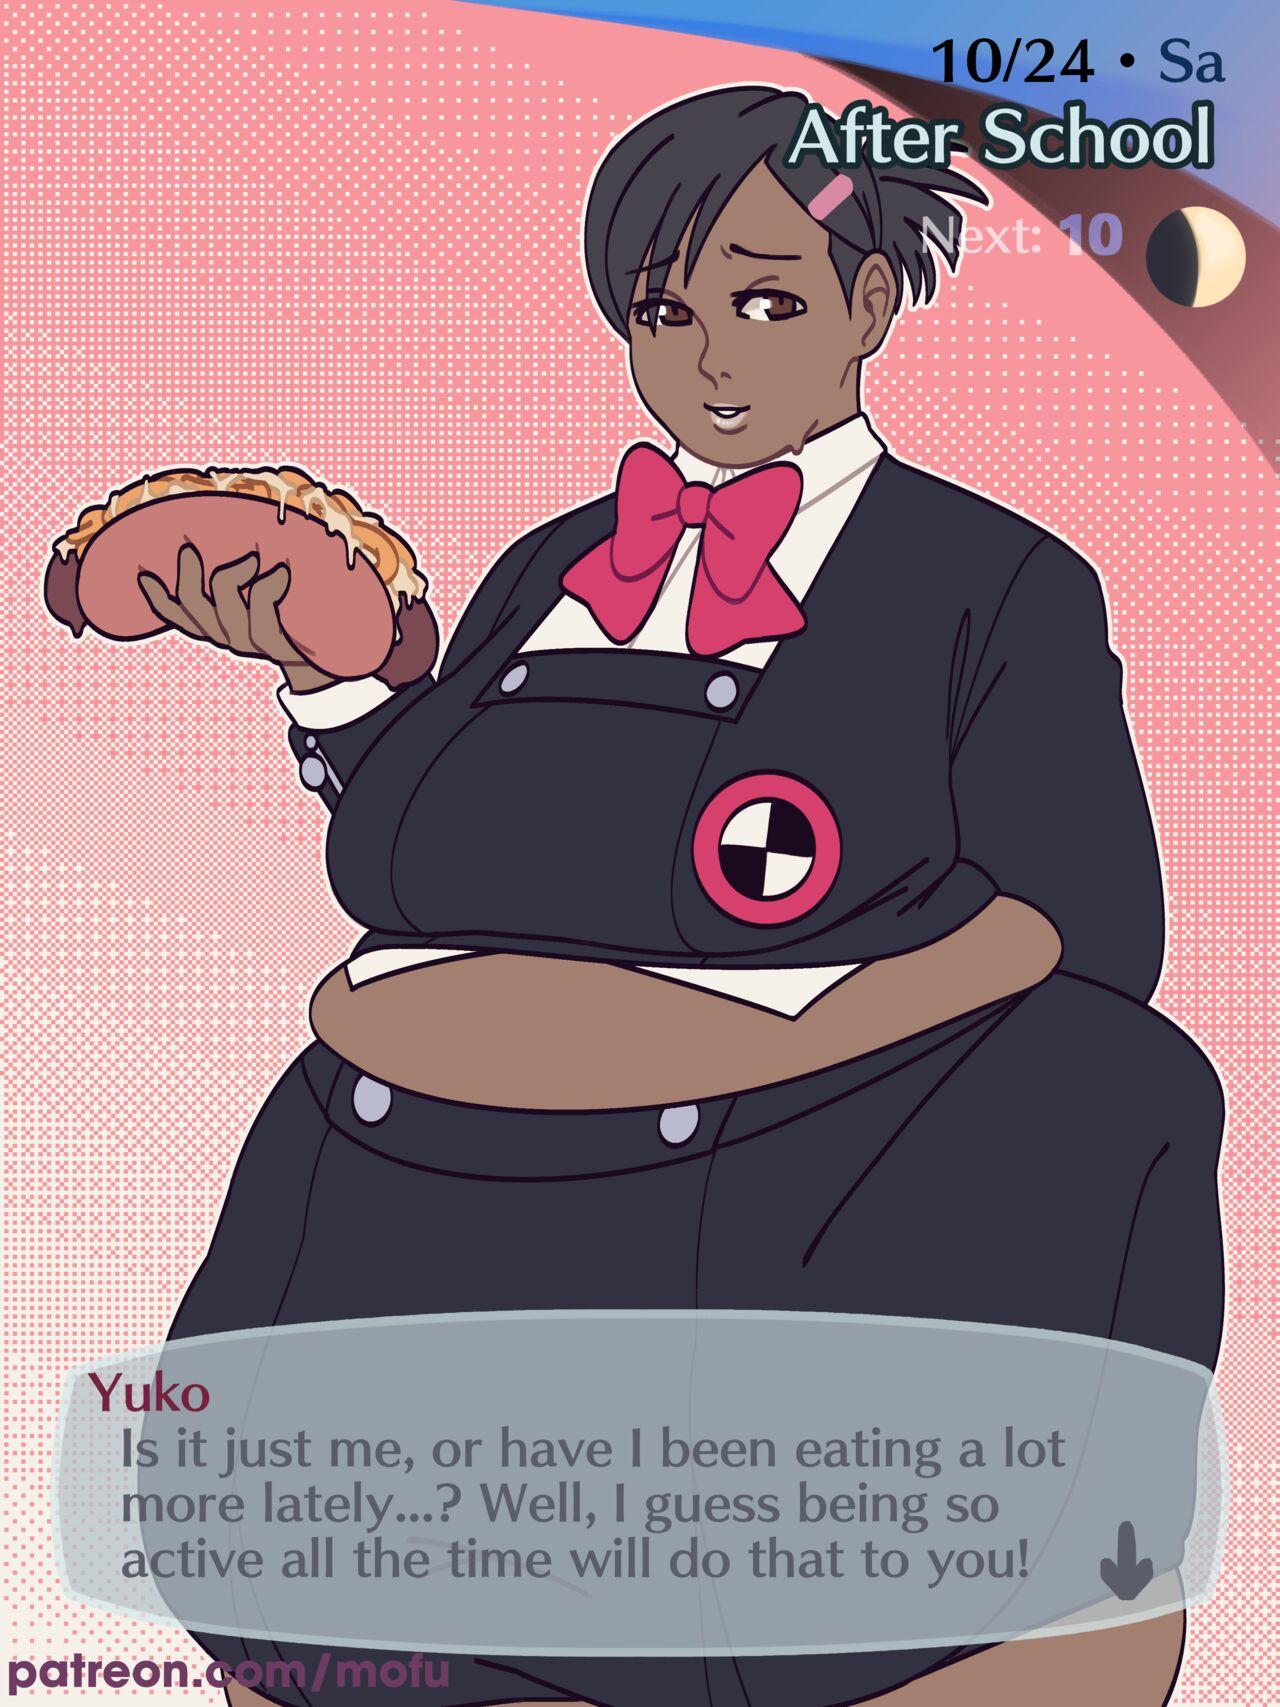 10/24 • Sa
After School
Next: 10
Yuko
Is it just me, or have I been eating a lot
more lately...? Well, I guess being so
active all the time will do that to you!
patreon.com/mofu